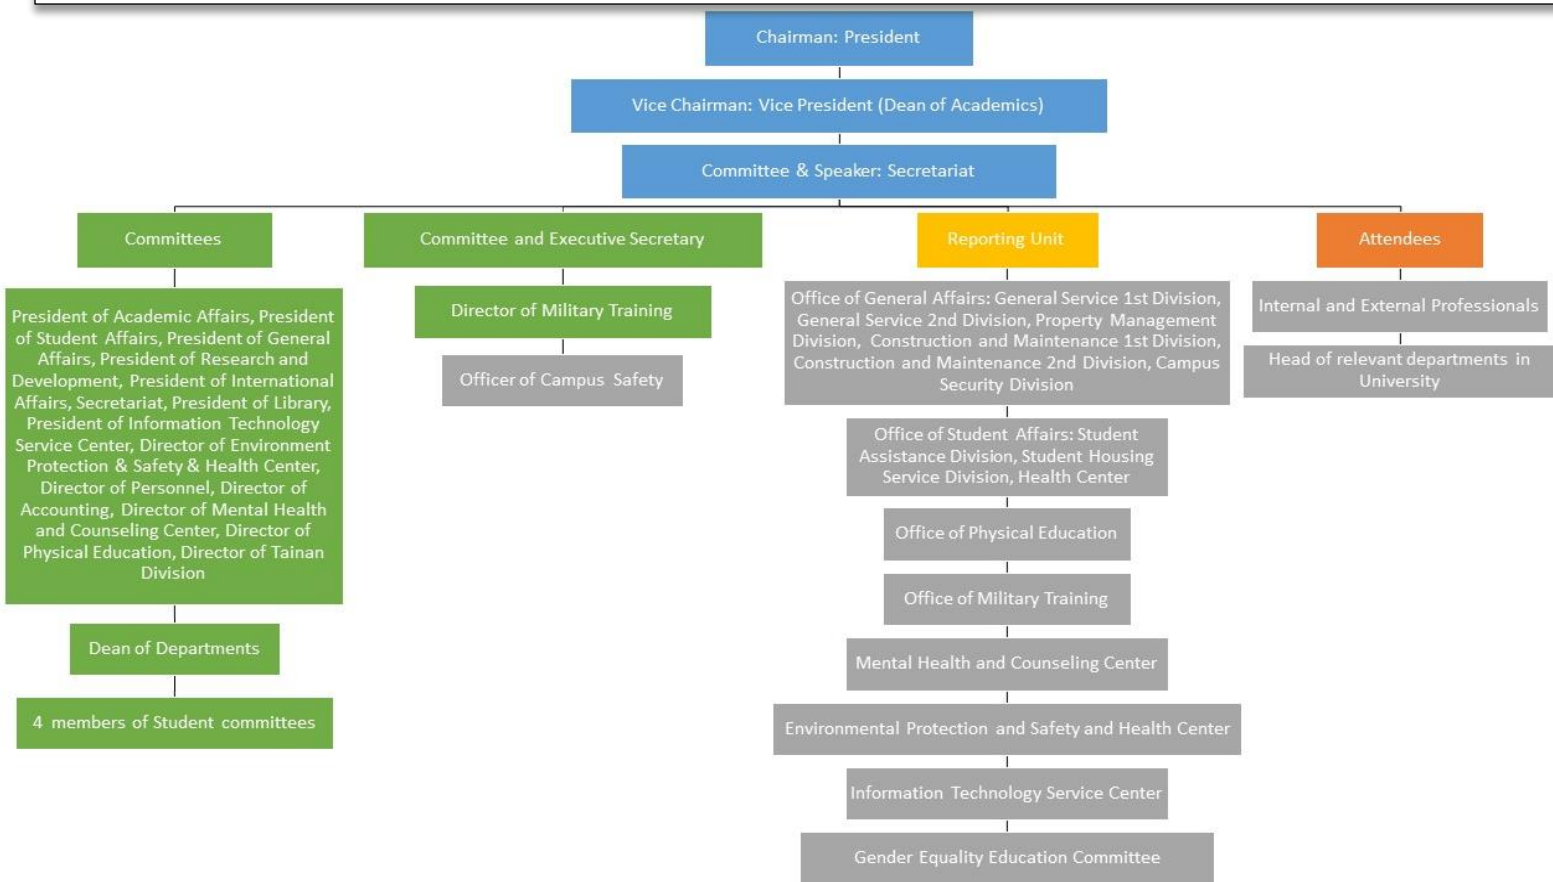 Chairman: President
Vice Chairman: Vice President (Dean of Academics)
Committee & Speaker: Secretariat
Committees
President of Academic Affairs, President
of Student Affairs, President of General
Affairs, President of Research and
Development, President of International
Affairs, Secretariat, President of Library,
President of Information Technology
Service Center, Director of Environment
Protection & Safety & Health Center,
Director of Personnel, Director of
Accounting, Director of Mental Health
and Counseling Center, Director of
Physical Education, Director of Tainan
Division
Dean of Departments
4 members of Student committees
Committee and Executive Secretary
Director of Military Training
Officer of Campus Safety
Reporting Unit
Office of General Affairs: General Service 1st Division,
General Service 2nd Division, Property Management
Division, Construction and Maintenance 1st Division,
Construction and Maintenance 2nd Division, Campus
Security Division
Office of Student Affairs: Student
Assistance Division, Student Housing
Service Division, Health Center
Office of Physical Education
Office of Military Training
Mental Health and Counseling Center
Environmental Protection and Safety and Health Center
Information Technology Service Center
Gender Equality Education Committee
Attendees
Internal and External Professionals
Head of relevant departments in
University